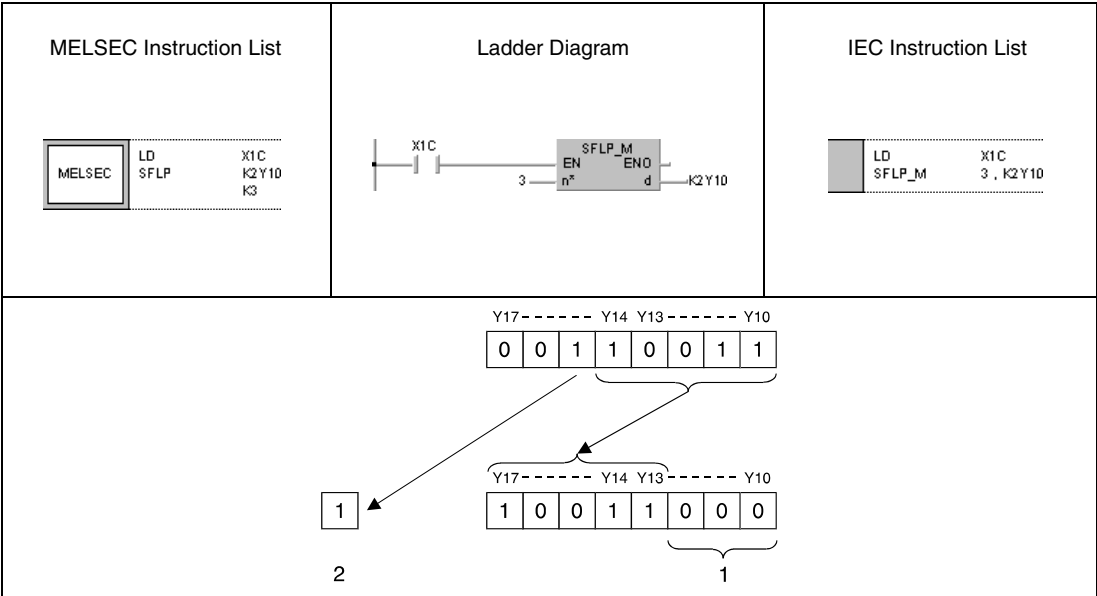 MELSEC Instruction List
Ladder Diagram
IEC Instruction List
MELSEC
LD X1C
SFLP K2Y10
K3
X1C
SFLP_M
EN ENO
3 n* d K2Y10
LD X1C
SFLP_M 3 , K2Y10
Y17 Y14 Y13 Y10
0 0 1 1 0 0 1 1
Y17 Y14 Y13 Y10
1 1 0 0 1 1 0 0 0
2 1